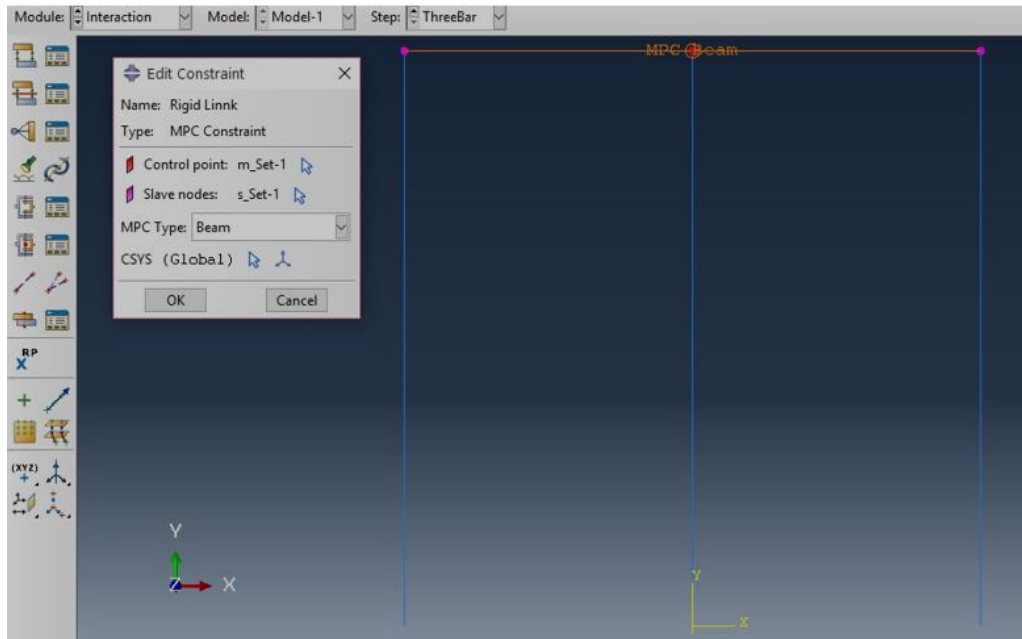 Module: Interaction Model: Model-1 Step: ThreeBar
MPC Beam
Edit Constraint
Name: Rigid Linnk
Type: MPC Constraint
Control point: m_Set-1
Slave nodes: s_Set-1
MPC Type: Beam
CSYS (Global)
OK Cancel
RP
X
(XYZ)
Y
Z X
Y
X